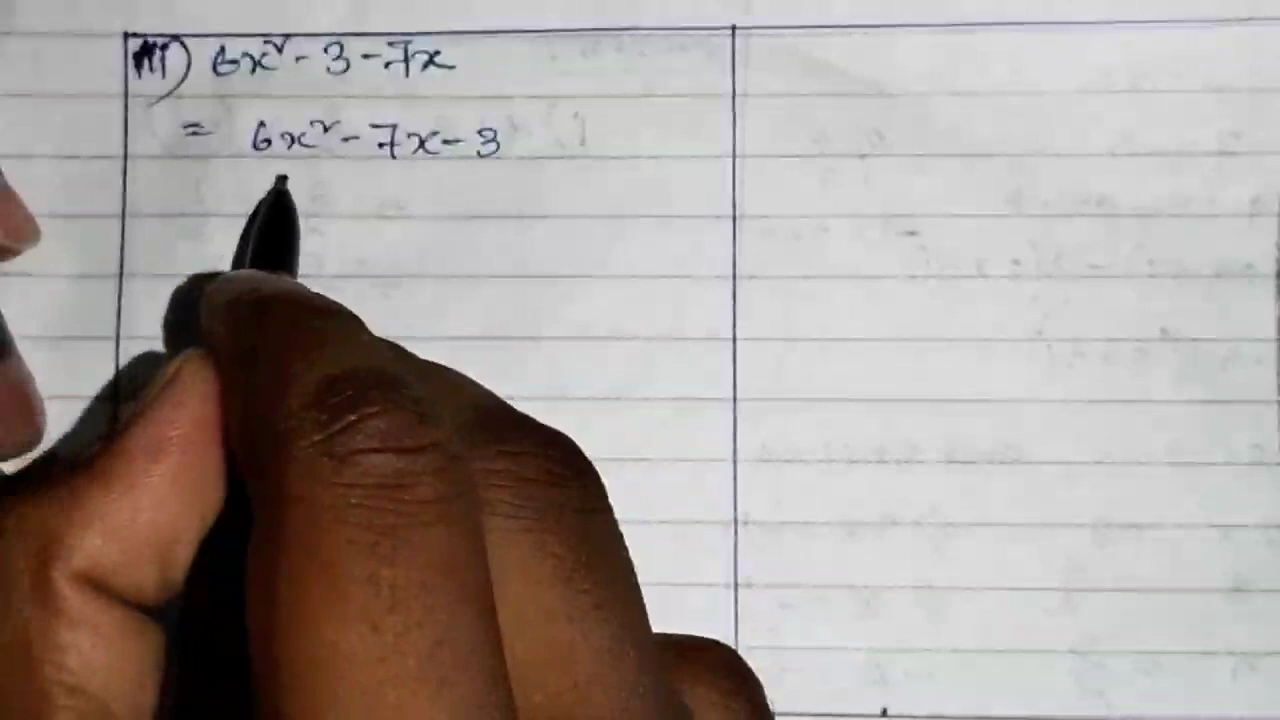 iii) 6x² - 3 - 7x
= 6x² - 7x - 3